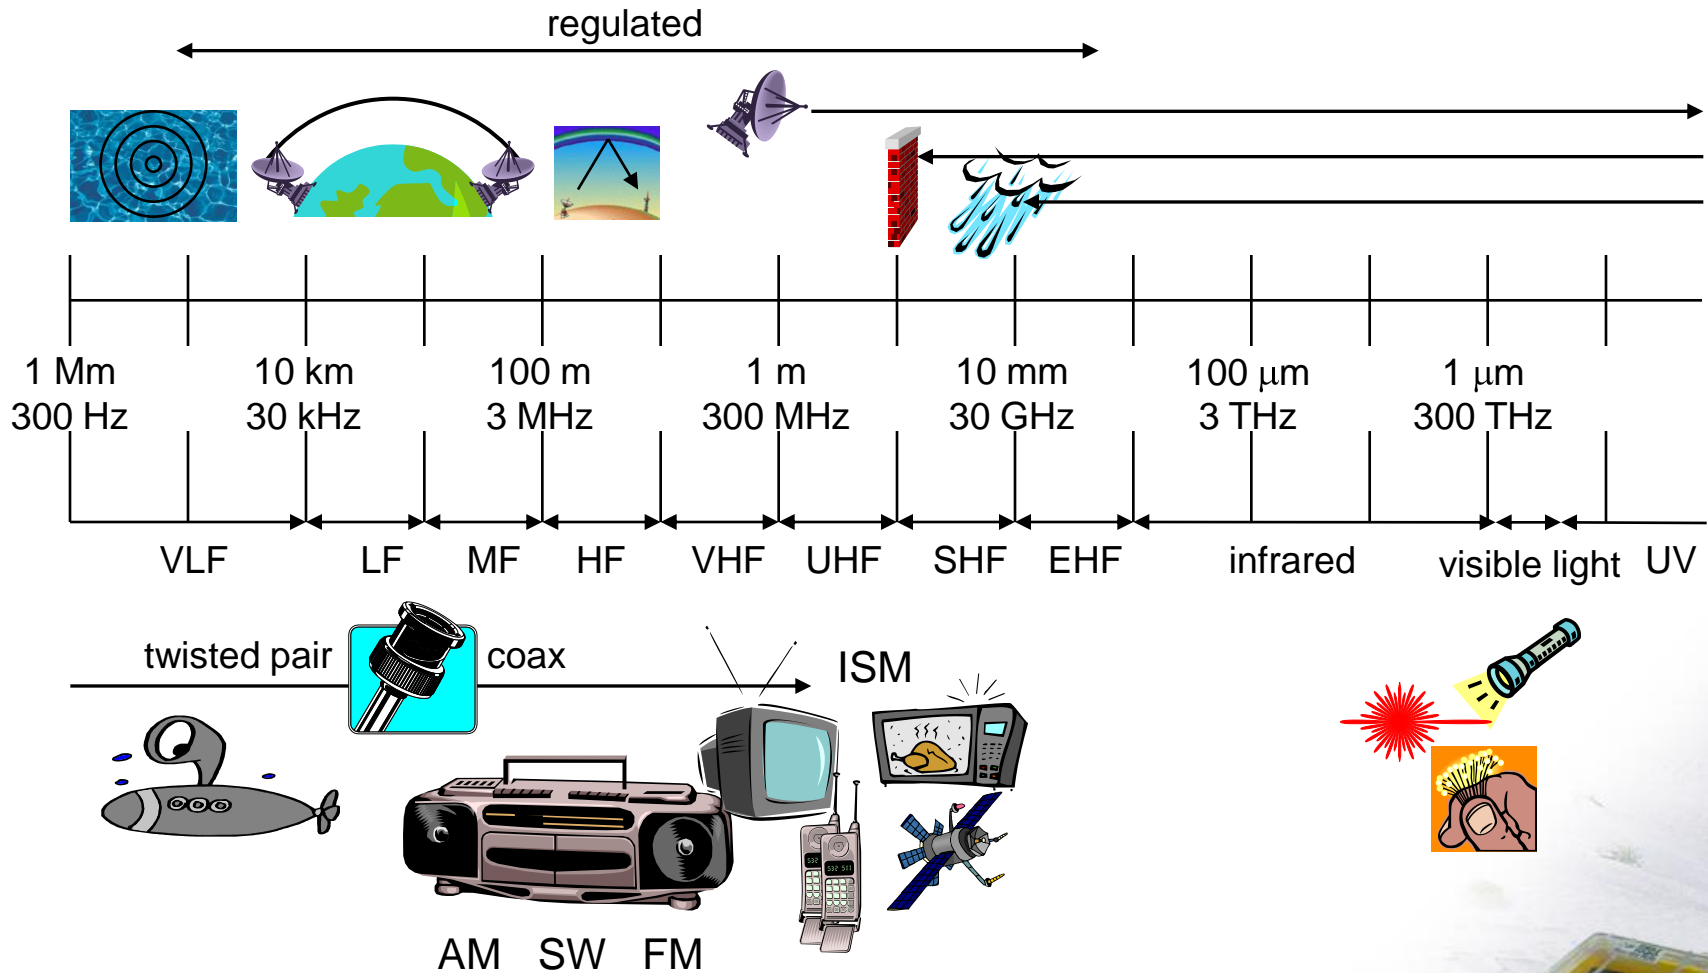 regulated
1 Mm 10 km 100 m 1 m 10 mm 100 μm 1 μm
300 Hz 30 kHz 3 MHz 300 MHz 30 GHz 3 THz 300 THz
VLF LF MF HF VHF UHF SHF EHF infrared visible light UV
twisted pair coax
ISM
AM SW FM